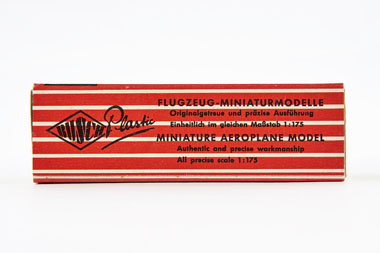 BUSCH Plastic
FLUGZEUG-MINIATURMODELLE
Originalgetreue und präzise Ausführung
Einheitlich im gleichen Maßstab 1:175
MINIATURE AEROPLANE MODEL
Authentic and precise workmanship
All precise scale 1:175